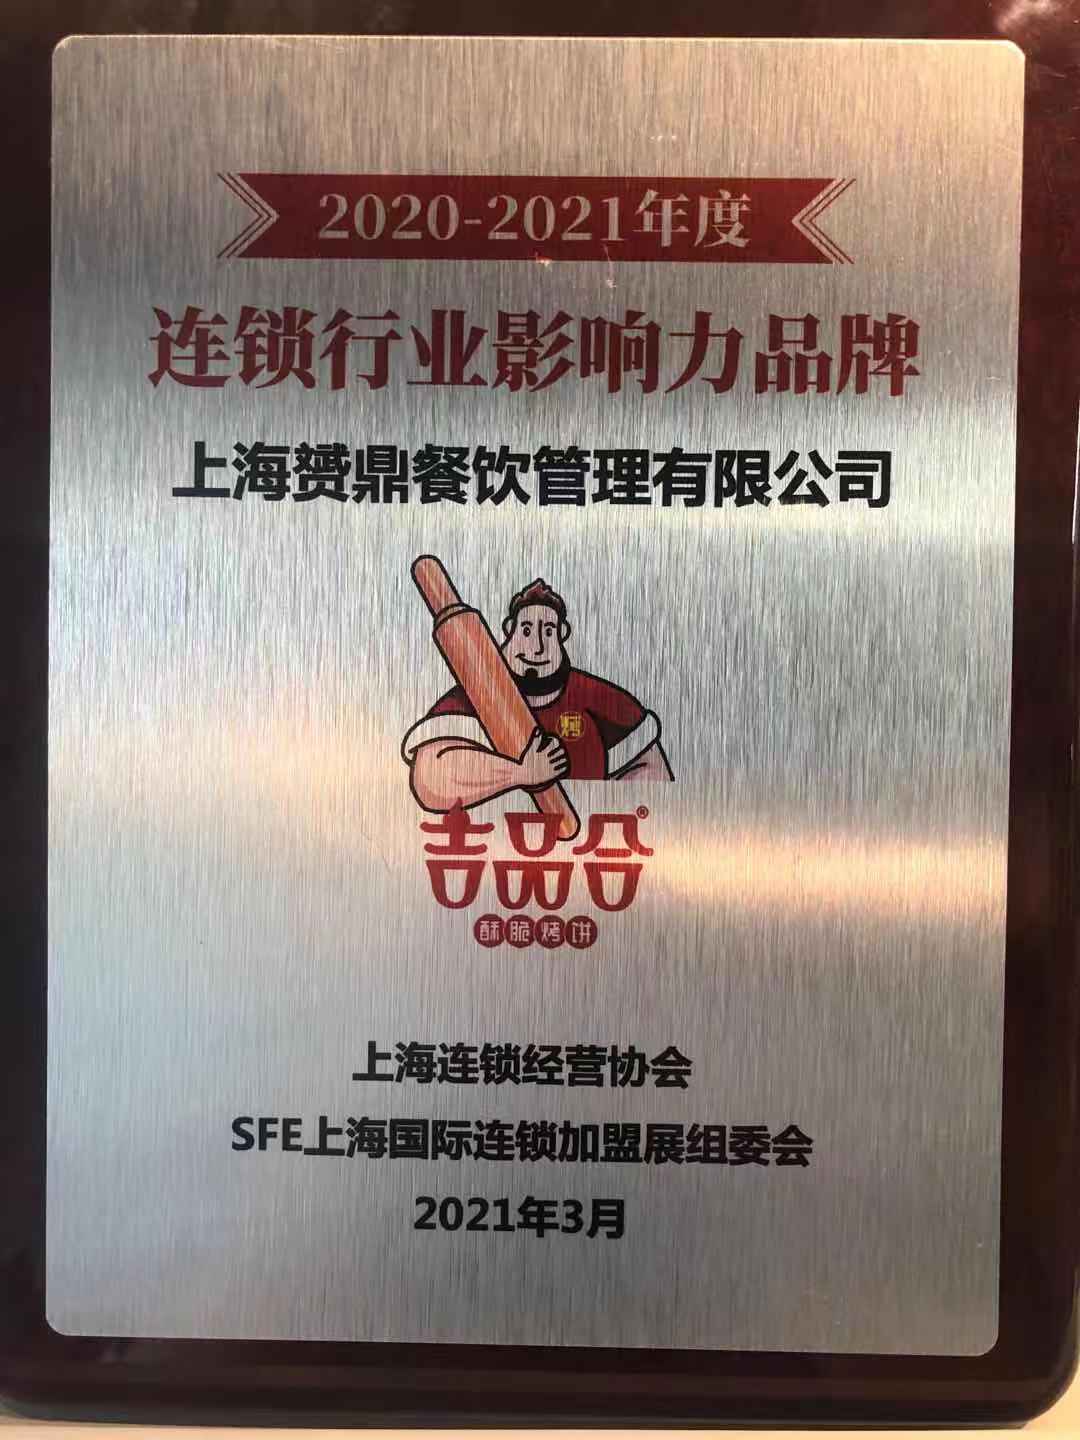 2020-2021年度
连锁行业影响力品牌
上海赟鼎餐饮管理有限公司
吉品合®
酥脆烤饼
上海连锁经营协会
SFE上海国际连锁加盟展组委会
2021年3月